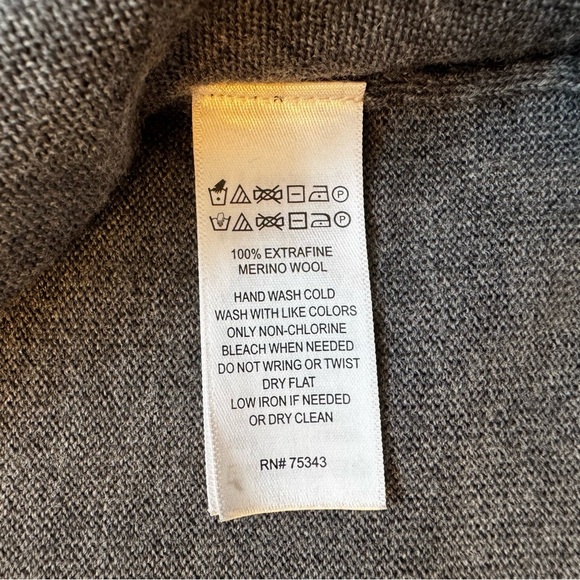 P
P
100% EXTRAFINE
MERINO WOOL
HAND WASH COLD
WASH WITH LIKE COLORS
ONLY NON-CHLORINE
BLEACH WHEN NEEDED
DO NOT WRING OR TWIST
DRY FLAT
LOW IRON IF NEEDED
OR DRY CLEAN
RN# 75343